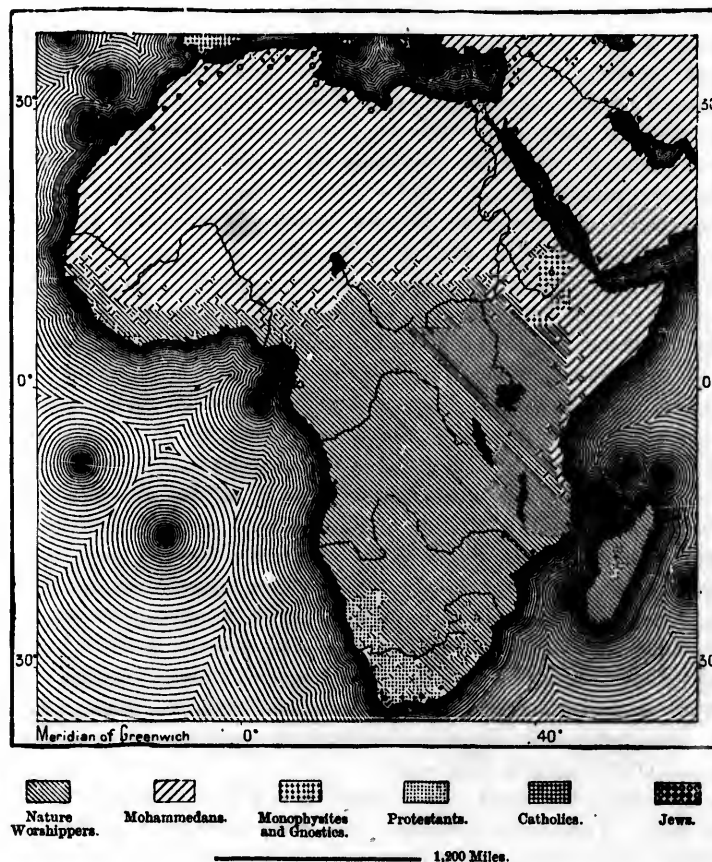 30°
30°
0°
0°
30°
30°
Meridian of Greenwich
0°
40°
Nature Worshippers.
Mohammedans.
Monophysites and Gnostics.
Protestants.
Catholics.
Jews.
1,200 Miles.